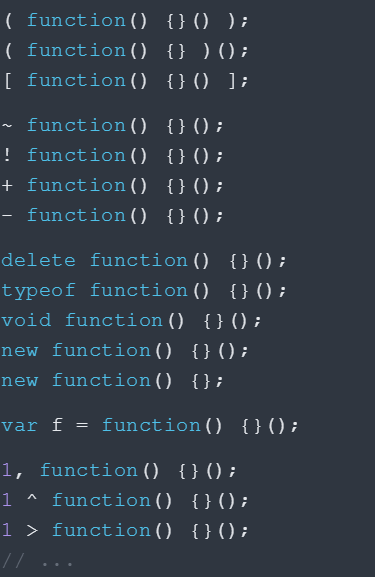 ( function() {}() );
( function() {} )();
[ function() {}() ];
~ function() {}();
! function() {}();
+ function() {}();
- function() {}();
delete function() {}();
typeof function() {}();
void function() {}();
new function() {}();
new function() {};
var f = function() {}();
1, function() {}();
1 ^ function() {}();
1 > function() {}();
// ...